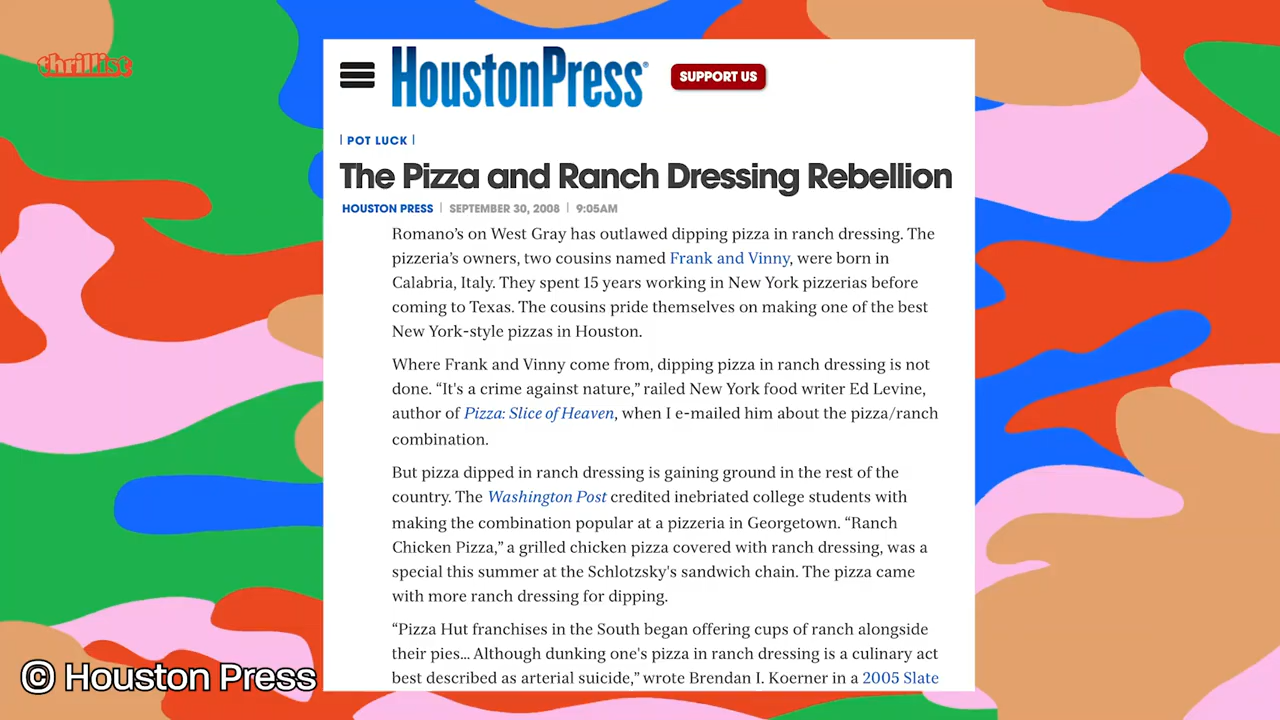 thrillist
HoustonPress®
SUPPORT US
| POT LUCK |
The Pizza and Ranch Dressing Rebellion
HOUSTON PRESS | SEPTEMBER 30, 2008 | 9:05AM
Romano’s on West Gray has outlawed dipping pizza in ranch dressing. The
pizzeria’s owners, two cousins named Frank and Vinny, were born in
Calabria, Italy. They spent 15 years working in New York pizzerias before
coming to Texas. The cousins pride themselves on making one of the best
New York-style pizzas in Houston.
Where Frank and Vinny come from, dipping pizza in ranch dressing is not
done. “It's a crime against nature,” railed New York food writer Ed Levine,
author of Pizza: Slice of Heaven, when I e-mailed him about the pizza/ranch
combination.
But pizza dipped in ranch dressing is gaining ground in the rest of the
country. The Washington Post credited inebriated college students with
making the combination popular at a pizzeria in Georgetown. “Ranch
Chicken Pizza,” a grilled chicken pizza covered with ranch dressing, was a
special this summer at the Schlotzsky's sandwich chain. The pizza came
with more ranch dressing for dipping.
“Pizza Hut franchises in the South began offering cups of ranch alongside
their pies... Although dunking one's pizza in ranch dressing is a culinary act
best described as arterial suicide,” wrote Brendan I. Koerner in a 2005 Slate
© Houston Press